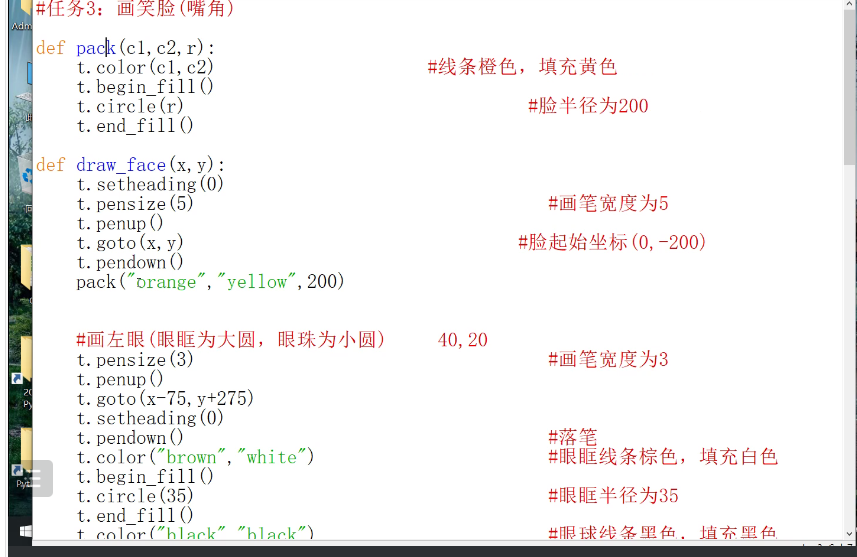 #任务3：画笑脸(嘴角)
def pack(c1,c2,r):
t.color(c1,c2) #线条橙色，填充黄色
t.begin_fill()
t.circle(r) #脸半径为200
t.end_fill()
def draw_face(x,y):
t.setheading(0)
t.pensize(5) #画笔宽度为5
t.penup()
t.goto(x,y) #脸起始坐标(0,-200)
t.pendown()
pack("orange","yellow",200)
#画左眼(眼眶为大圆，眼珠为小圆) 40,20
t.pensize(3) #画笔宽度为3
t.penup()
t.goto(x-75,y+275)
t.setheading(0)
t.pendown() #落笔
t.color("brown","white") #眼眶线条棕色，填充白色
t.begin_fill()
t.circle(35) #眼眶半径为35
t.end_fill()
t.color("black","black") #眼球线条黑色，填充黑色